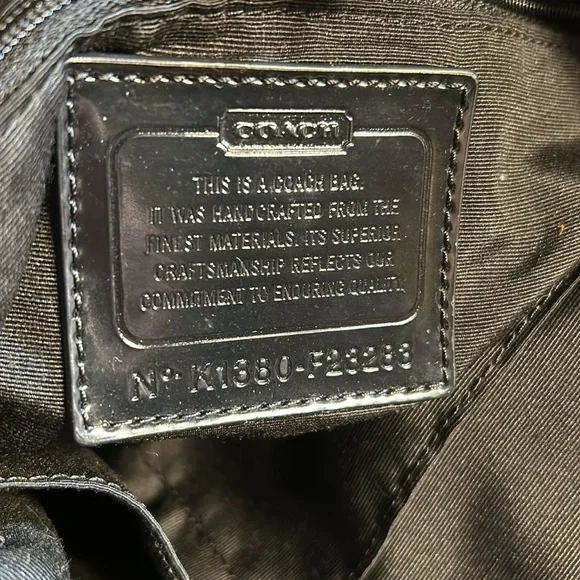 COACH
THIS IS A COACH BAG.
IT WAS HANDCRAFTED FROM THE
FINEST MATERIALS. ITS SUPERIOR
CRAFTSMANSHIP REFLECTS OUR
COMMITMENT TO ENDURING QUALITY.
Nº K1380-F23283